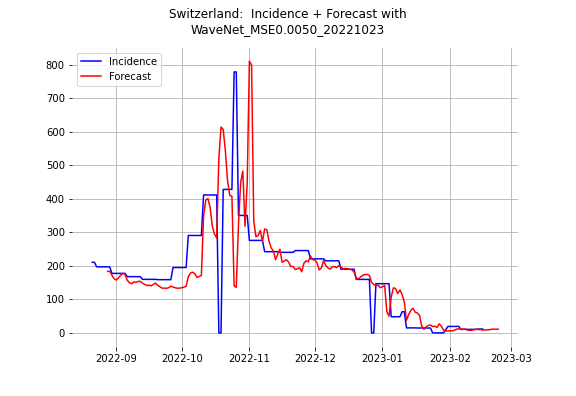 Switzerland:  Incidence + Forecast with
WaveNet_MSE0.0050_20221023
Incidence
Forecast
800
700
600
500
400
300
200
100
0
2022-09 2022-10 2022-11 2022-12 2023-01 2023-02 2023-03